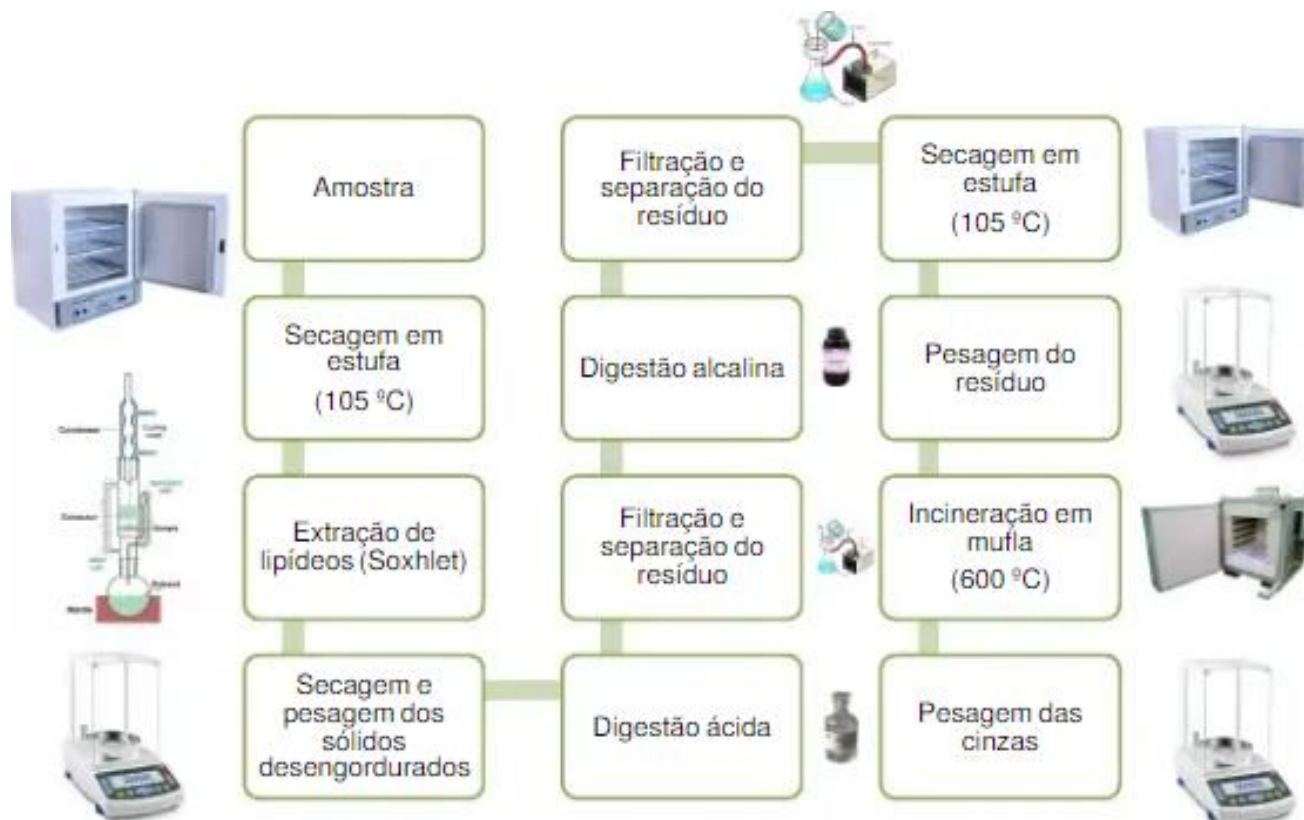 Amostra
Secagem em
estufa
(105 ºC)
Extração de
lipídeos (Soxhlet)
Secagem e
pesagem dos
sólidos
desengordurados
Digestão ácida
Filtração e
separação do
resíduo
Digestão alcalina
Filtração e
separação do
resíduo
Secagem em
estufa
(105 ºC)
Pesagem do
resíduo
Incineração em
mufla
(600 ºC)
Pesagem das
cinzas